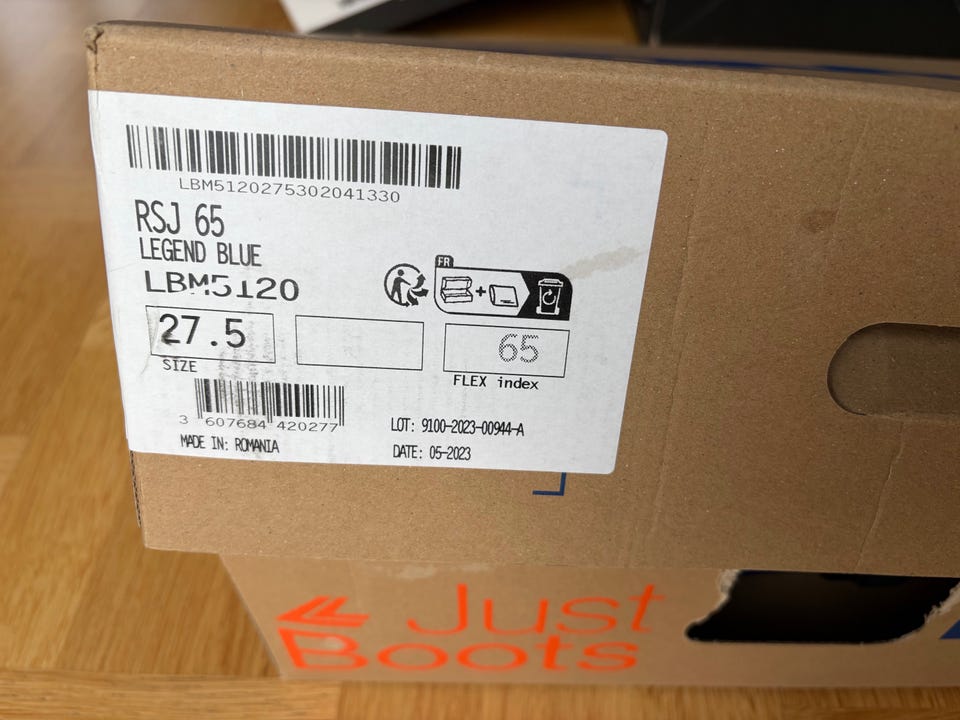 LBM5120275302041330
RSJ 65
LEGEND BLUE
LBM5120
FR
+
27.5
65
SIZE
FLEX index
3 607684 420277
LOT: 9100-2023-00944-A
MADE IN: ROMANIA
DATE: 05-2023
Just
Boots